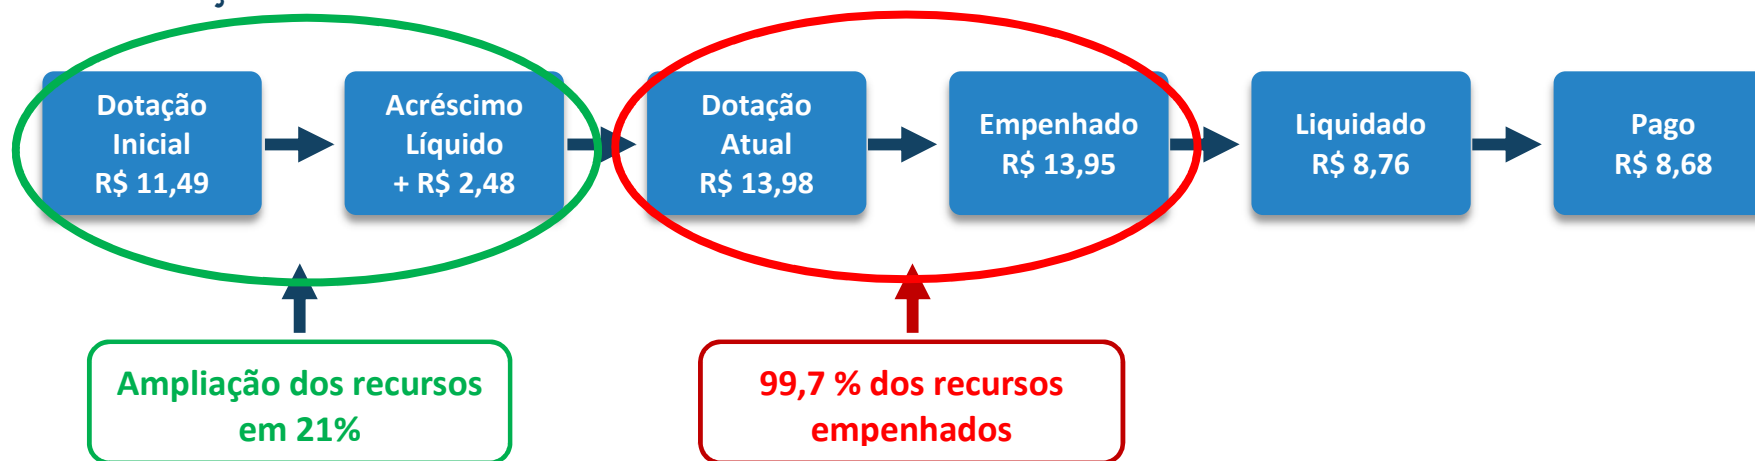 Dotação
Inicial
R$ 11,49
Acréscimo
Líquido
+ R$ 2,48
Dotação
Atual
R$ 13,98
Empenhado
R$ 13,95
Liquidado
R$ 8,76
Pago
R$ 8,68
Ampliação dos recursos
em 21%
99,7 % dos recursos
empenhados